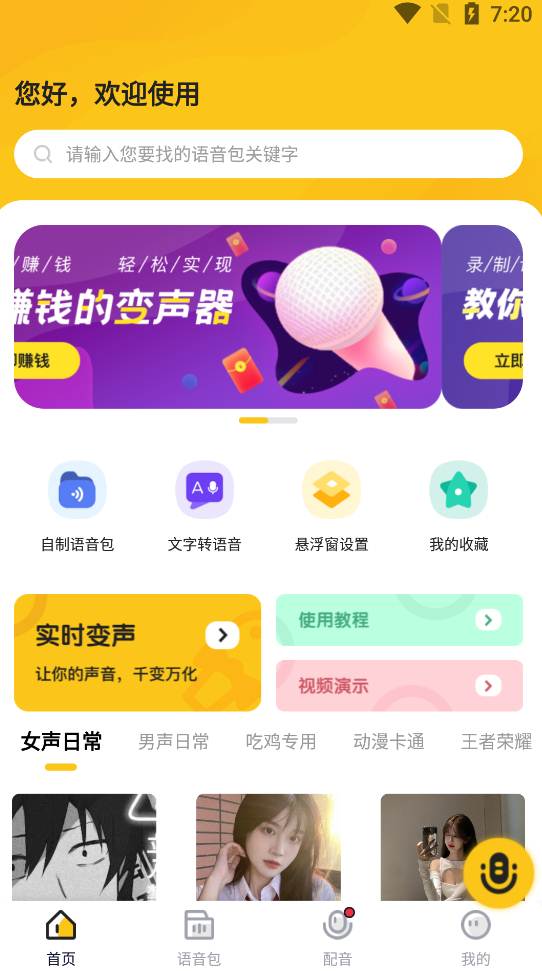 7:20
您好，欢迎使用
请输入您要找的语音包关键字
/赚/钱 轻/松/实/现
赚钱的变声器
即赚钱
录/制/
教你
立即
自制语音包
文字转语音
悬浮窗设置
我的收藏
实时变声
让你的声音，千变万化
使用教程
视频演示
女声日常 男声日常 吃鸡专用 动漫卡通 王者荣耀
首页
语音包
配音
我的